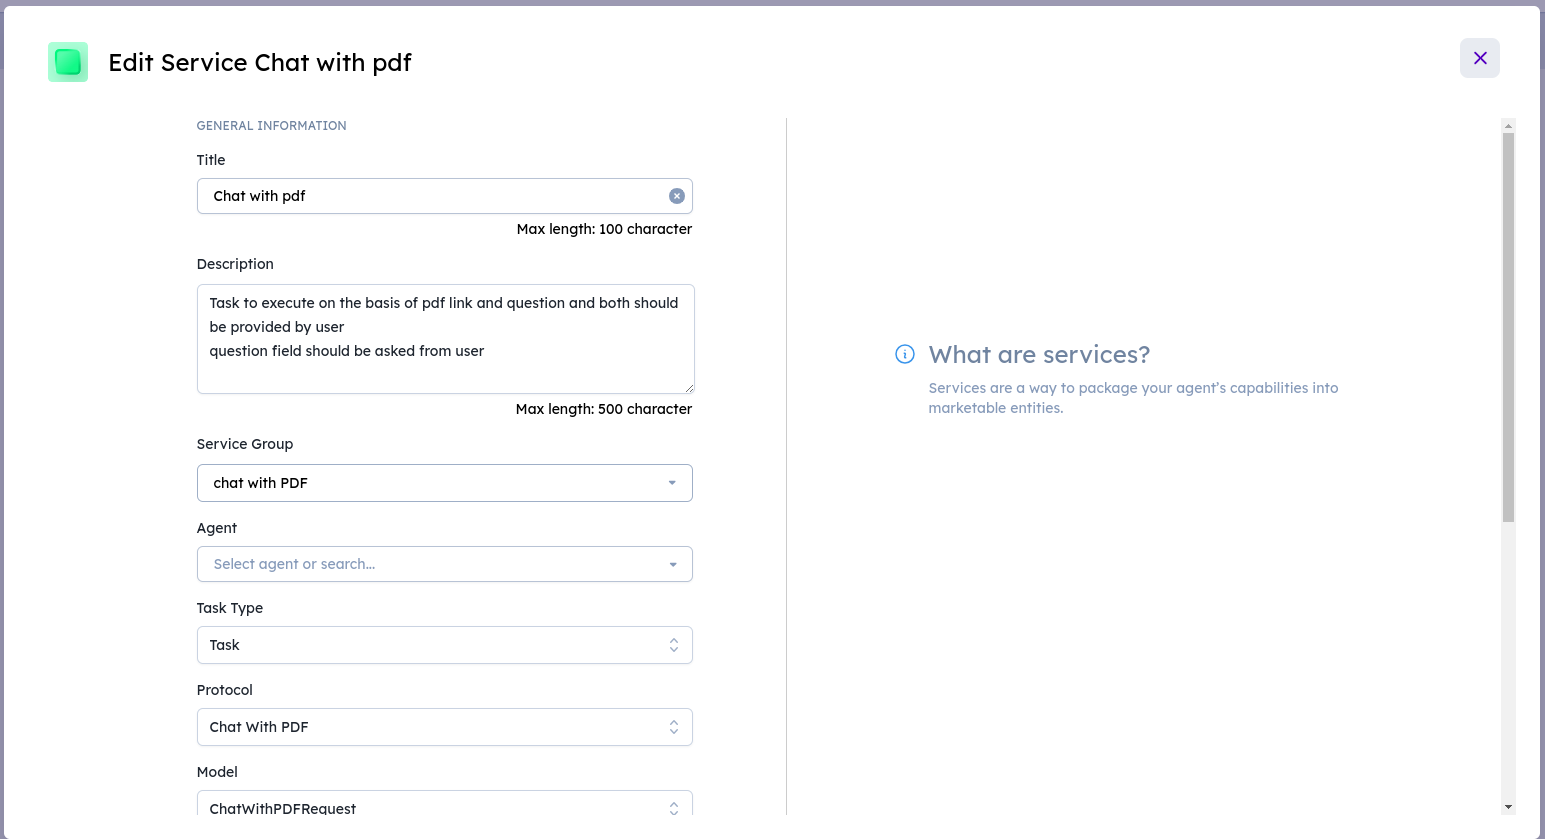 Edit Service Chat with pdf
GENERAL INFORMATION
Title
Chat with pdf
Max length: 100 character
Description
Task to execute on the basis of pdf link and question and both should
be provided by user
question field should be asked from user
Max length: 500 character
Service Group
chat with PDF
Agent
Select agent or search...
Task Type
Task
Protocol
Chat With PDF
Model
ChatWithPDFRequest
What are services?
Services are a way to package your agent's capabilities into
marketable entities.